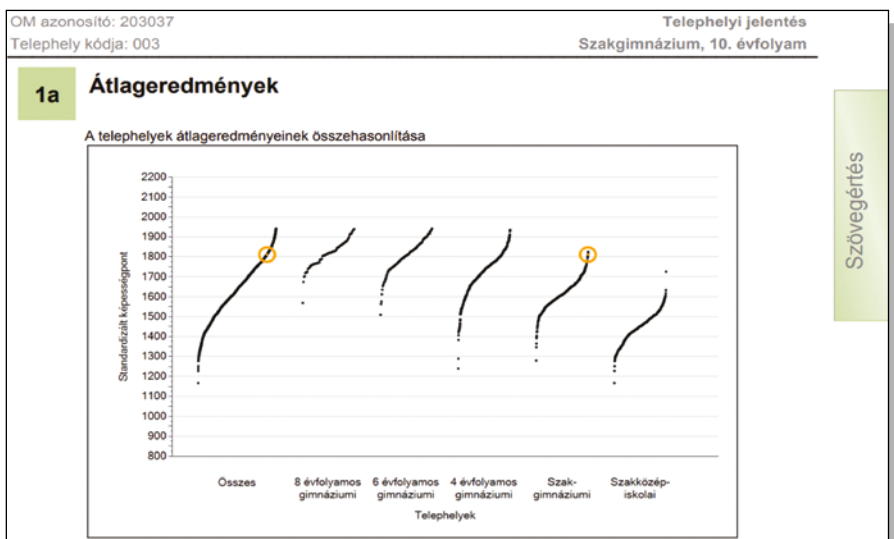 OM azonosító: 203037
Telephelyi jelentés
Telephely kódja: 003
Szakgimnázium, 10. évfolyam
1a
Átlageredmények
Szövegértés
A telephelyek átlageredményeinek összehasonlítása
Standardizált képességpont
2200
2100
2000
1900
1800
1700
1600
1500
1400
1300
1200
1100
1000
900
800
Összes
8 évfolyamos
gimnáziumi
6 évfolyamos
gimnáziumi
4 évfolyamos
gimnáziumi
Szak-
gimnáziumi
Szakközép-
iskolai
Telephelyek